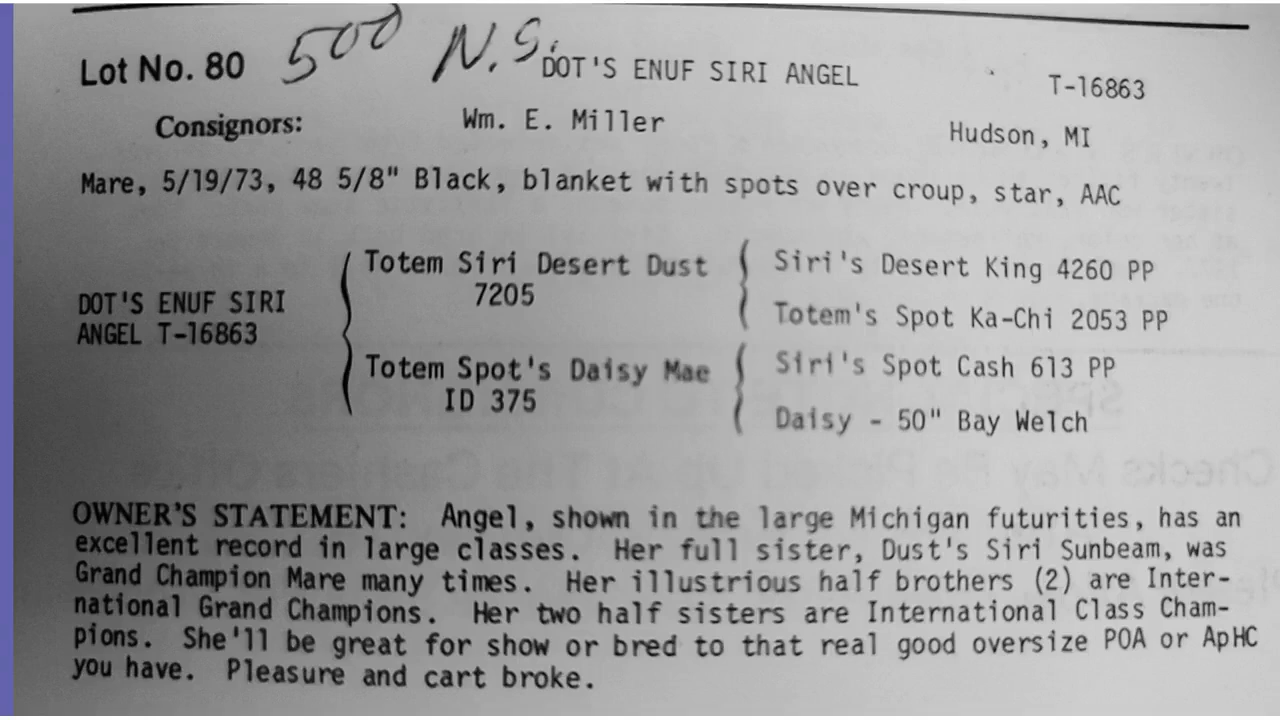 Lot No. 80 500 N.S. DOT'S ENUF SIRI ANGEL T-16863
Consignors: Wm. E. Miller Hudson, MI
Mare, 5/19/73, 48 5/8" Black, blanket with spots over croup, star, AAC
Totem Siri Desert Dust
7205
Siri's Desert King 4260 PP
Totem's Spot Ka-Chi 2053 PP
DOT'S ENUF SIRI
ANGEL T-16863
Totem Spot's Daisy Mae
ID 375
Siri's Spot Cash 613 PP
Daisy - 50" Bay Welch
OWNER'S STATEMENT: Angel, shown in the large Michigan futurities, has an
excellent record in large classes. Her full sister, Dust's Siri Sunbeam, was
Grand Champion Mare many times. Her illustrious half brothers (2) are Inter-
national Grand Champions. Her two half sisters are International Class Cham-
pions. She'll be great for show or bred to that real good oversize POA or ApHC
you have. Pleasure and cart broke.